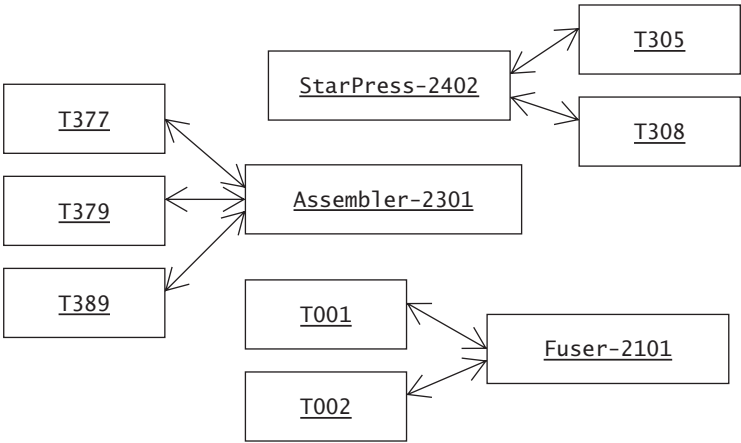 T305
StarPress-2402
T308
T377
T379
Assembler-2301
T389
T001
Fuser-2101
T002